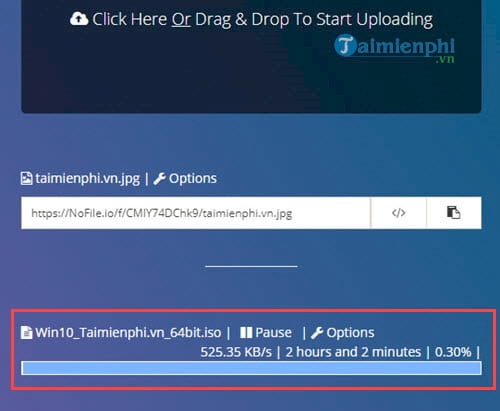 Click Here Or Drag & Drop To Start Uploading
Taimienphi
.vn
taimienphi.vn.jpg | Options
https://NoFile.io/f/CMIY74DChk9/taimienphi.vn.jpg </>
Win10_Taimienphi.vn_64bit.iso | Pause | Options
525.35 KB/s | 2 hours and 2 minutes | 0.30% |